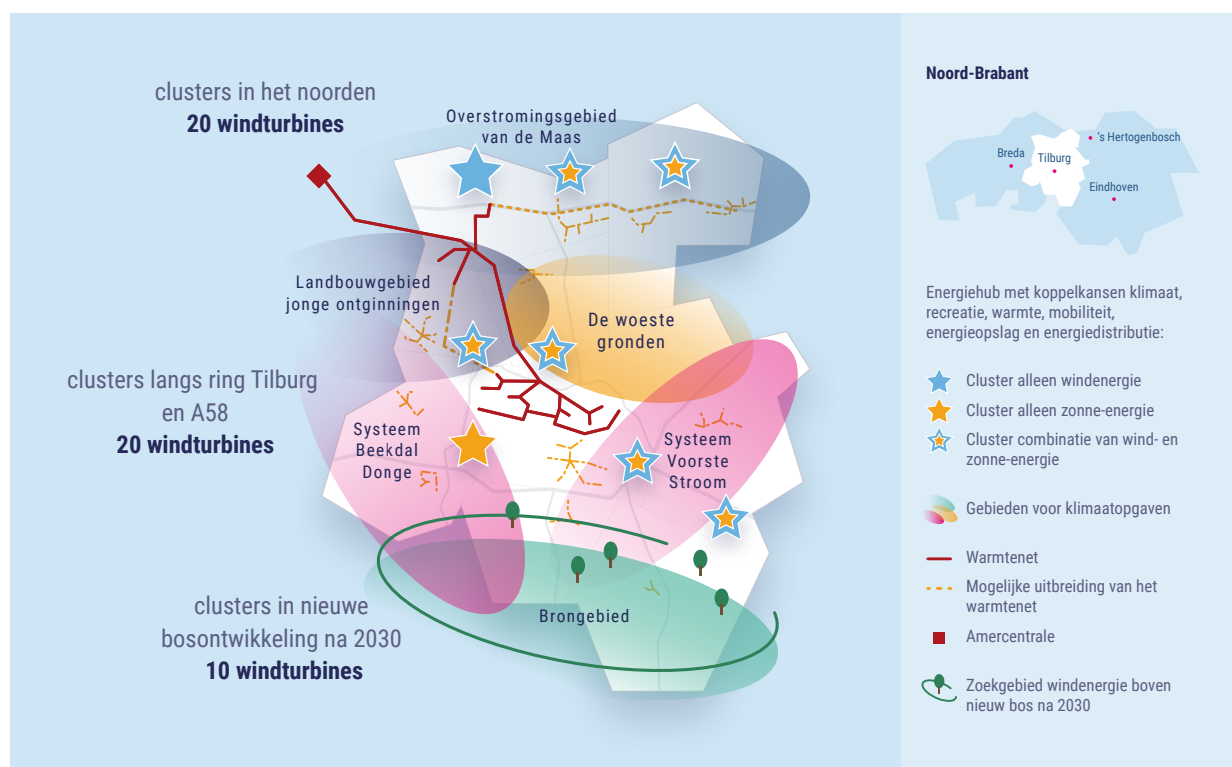 clusters in het noorden
20 windturbines
Overstromingsgebied
van de Maas
Landbouwgebied
jonge ontginningen
De woeste
gronden
clusters langs ring Tilburg
en A58
20 windturbines
Systeem
Beekdal
Donge
Systeem
Voorste
Stroom
clusters in nieuwe
bosontwikkeling na 2030
10 windturbines
Brongebied
Noord-Brabant
's Hertogenbosch
Breda
Tilburg
Eindhoven
Energiehub met koppelkansen klimaat,
recreatie, warmte, mobiliteit,
energieopslag en energiedistributie:
Cluster alleen windenergie
Cluster alleen zonne-energie
Cluster combinatie van wind- en
zonne-energie
Gebieden voor klimaatopgaven
Warmtenet
Mogelijke uitbreiding van het
warmtenet
Amercentrale
Zoekgebied windenergie boven
nieuw bos na 2030